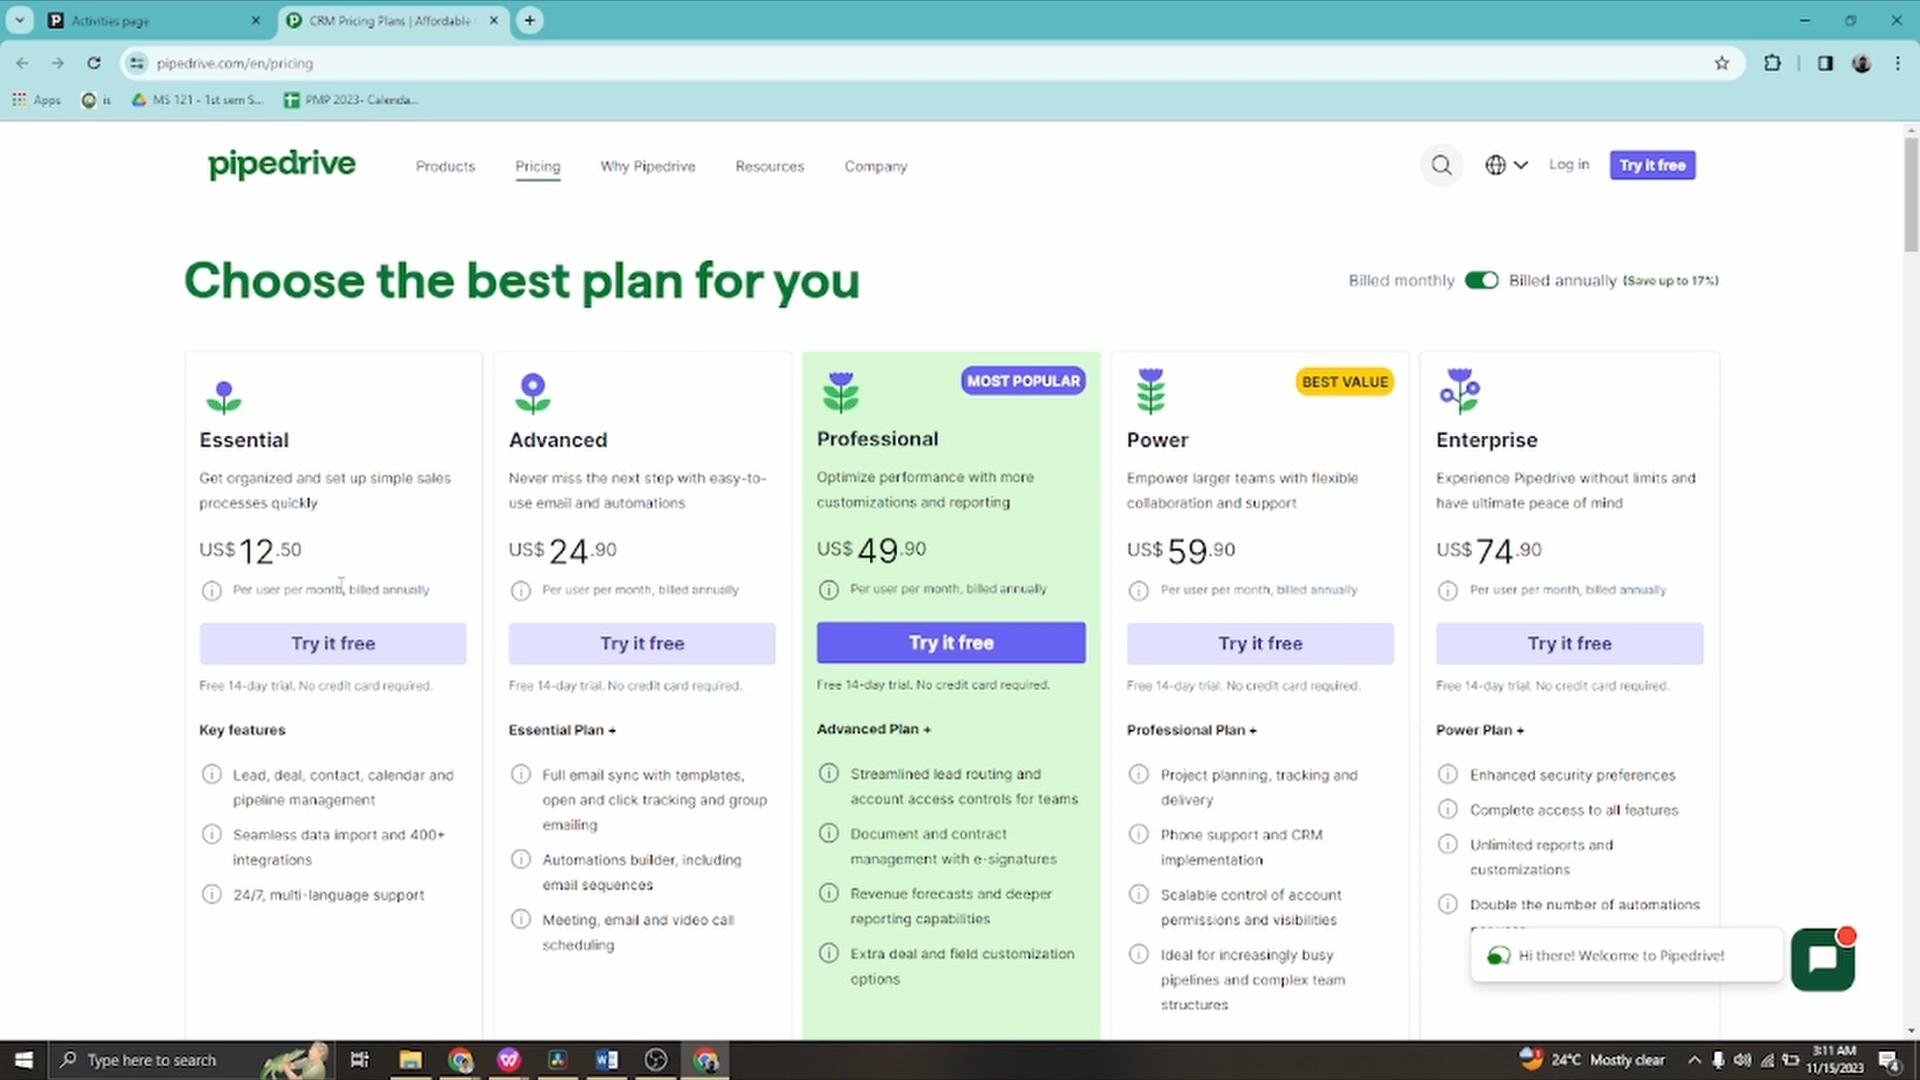 Activities page
CRM Pricing Plans | Affordable
pipedrive.com/en/pricing
Apps
is
MS 121 - 1st sem S...
PMP 2023- Calenda...
pipedrive
Products
Pricing
Why Pipedrive
Resources
Company
Log in
Try it free
Choose the best plan for you
Billed monthly
Billed annually (Save up to 17%)
Essential
Get organized and set up simple sales
processes quickly
US$ 12.50
Per user per month, billed annually
Try it free
Free 14-day trial. No credit card required.
Key features
Lead, deal, contact, calendar and
pipeline management
Seamless data import and 400+
integrations
24/7, multi-language support
Advanced
Never miss the next step with easy-to-
use email and automations
US$ 24.90
Per user per month, billed annually
Try it free
Free 14-day trial. No credit card required.
Essential Plan +
Full email sync with templates,
open and click tracking and group
emailing
Automations builder, including
email sequences
Meeting, email and video call
scheduling
MOST POPULAR
Professional
Optimize performance with more
customizations and reporting
US$ 49.90
Per user per month, billed annually
Try it free
Free 14-day trial. No credit card required.
Advanced Plan +
Streamlined lead routing and
account access controls for teams
Document and contract
management with e-signatures
Revenue forecasts and deeper
reporting capabilities
Extra deal and field customization
options
BEST VALUE
Power
Empower larger teams with flexible
collaboration and support
US$ 59.90
Per user per month, billed annually
Try it free
Free 14-day trial. No credit card required.
Professional Plan +
Project planning, tracking and
delivery
Phone support and CRM
implementation
Scalable control of account
permissions and visibilities
Ideal for increasingly busy
pipelines and complex team
structures
Enterprise
Experience Pipedrive without limits and
have ultimate peace of mind
US$ 74.90
Per user per month, billed annually
Try it free
Free 14-day trial. No credit card required.
Power Plan +
Enhanced security preferences
Complete access to all features
Unlimited reports and
customizations
Double the number of automations
Hi there! Welcome to Pipedrive!
Type here to search
24°C Mostly clear
3:11 AM
11/15/2023
4